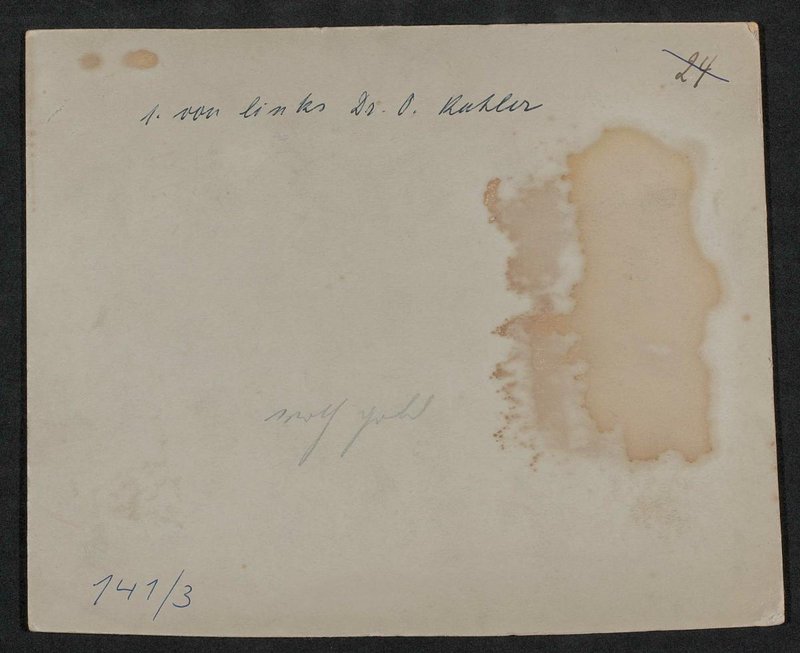 24
1. von links Dr. O. Kahler
141/3